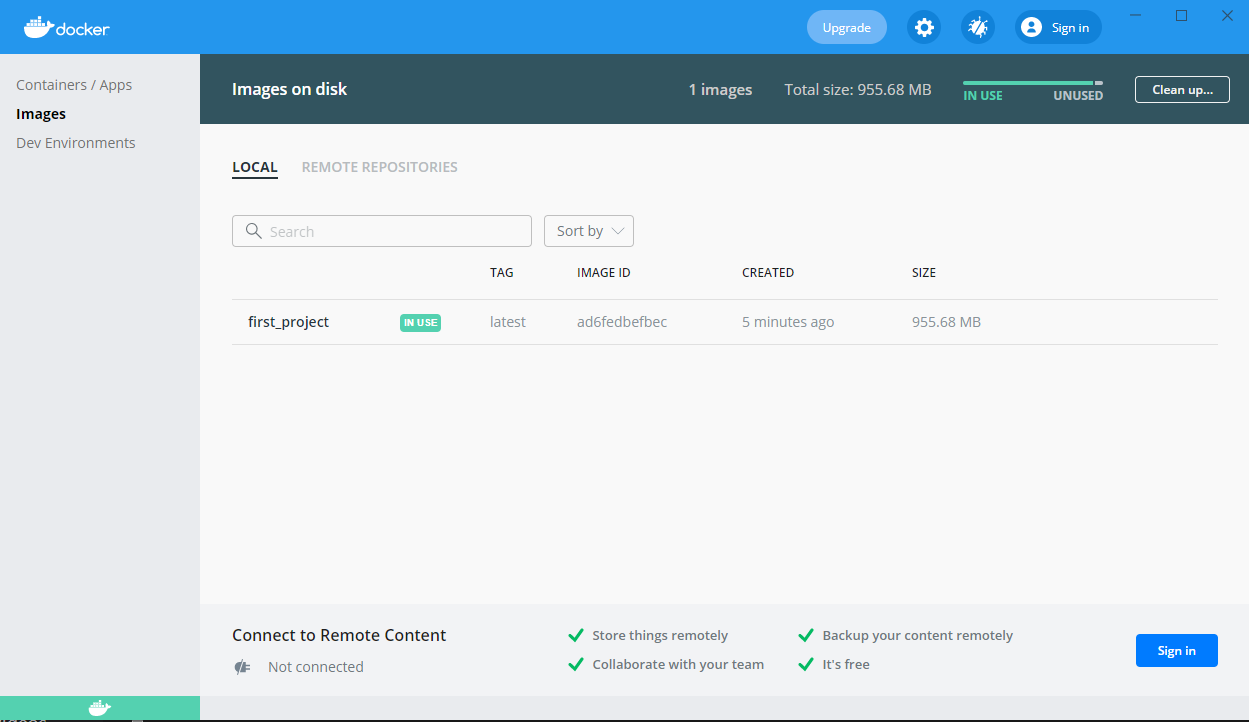 docker
Upgrade
Sign in
Containers / Apps
Images
Dev Environments
Images on disk
1 images
Total size: 955.68 MB
IN USE
UNUSED
Clean up...
LOCAL
REMOTE REPOSITORIES
Search
Sort by
TAG
IMAGE ID
CREATED
SIZE
first_project
IN USE
latest
ad6fedbefbec
5 minutes ago
955.68 MB
Connect to Remote Content
Not connected
Store things remotely
Backup your content remotely
Collaborate with your team
It's free
Sign in